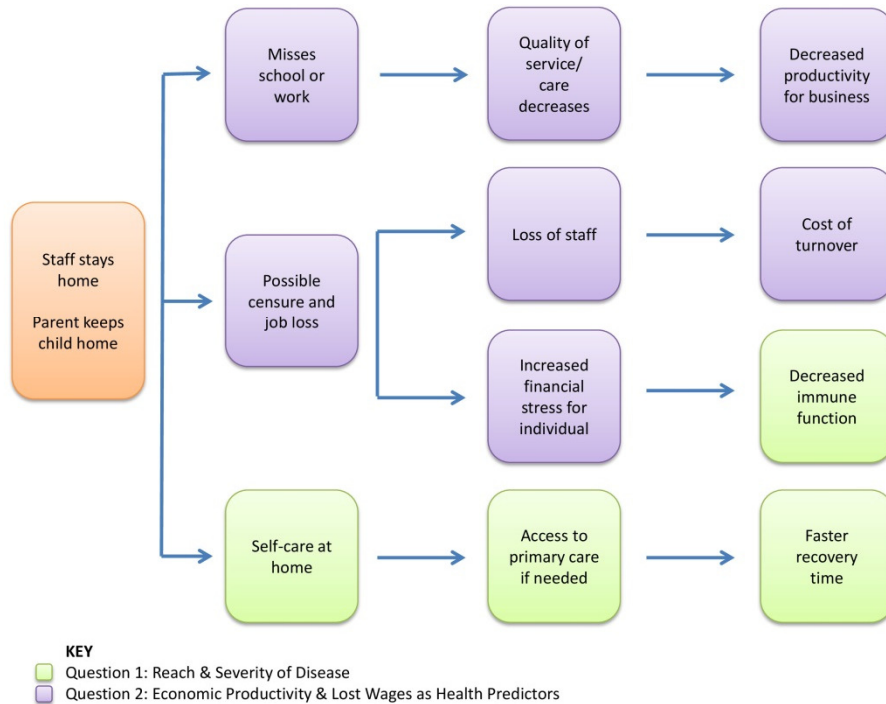 Misses
school or
work
Quality of
service/
care
decreases
Decreased
productivity
for business
Staff stays
home
Parent keeps
child home
Possible
censure and
job loss
Loss of staff
Cost of
turnover
Increased
financial
stress for
individual
Decreased
immune
function
Self-care at
home
Access to
primary care
if needed
Faster
recovery
time
KEY
Question 1: Reach & Severity of Disease
Question 2: Economic Productivity & Lost Wages as Health Predictors